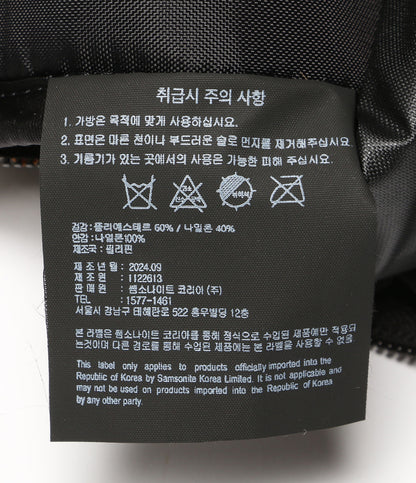 취급시 주의 사항
1. 가방은 목적에 맞게 사용하십시오.
2. 표면은 마른 천이나 부드러운 솔로 먼지를 제거해주십시오
3. 기름기가 있는 곳에서의 사용은 가능한 피해 주십시오
염소
표백
겉감: 폴리에스테르 60% / 나일론 40%
안감: 나일론100%
제조국: 필리핀
제 조 년 월 : 2024.09
제 조 원 : 1122613
판 매 원 : 쌤소나이트 코리아 (주)
TEL : 1577-1461
서울시 강남구 테헤란로 522 홍우빌딩 12층
본 라벨은 쌤소나이트 코리아를 통해 정식으로 수입된 제품에만 적용되
는것이며 다른 경로를 통해 수입된 제품에는 본 라벨을 사용할 수 없습니다.
This label only applies to products officially imported into the
Republic of Korea by Samsonite Korea Limited. It is not applicable and
may not be used on products imported into the Republic of Korea
by any other party.